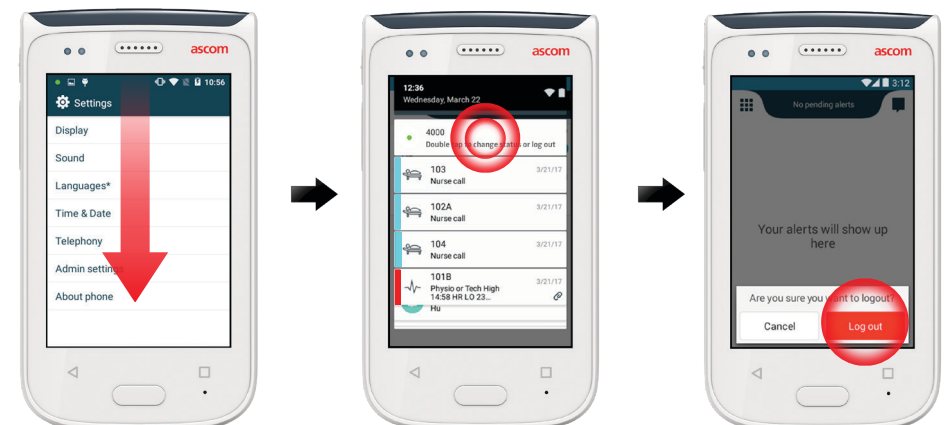 ascom
10:56
Settings
Display
Sound
Languages*
Time & Date
Telephony
Admin settings
About phone
ascom
12:36
Wednesday, March 22
4000
Double tap to change status or log out
103
3/21/17
Nurse call
102A
3/21/17
Nurse call
104
3/21/17
Nurse call
101B
3/21/17
Physio or Tech High
14:58 HR LO 23...
Hu
ascom
3:12
No pending alerts
Your alerts will show up
here
Are you sure you want to logout?
Cancel
Log out